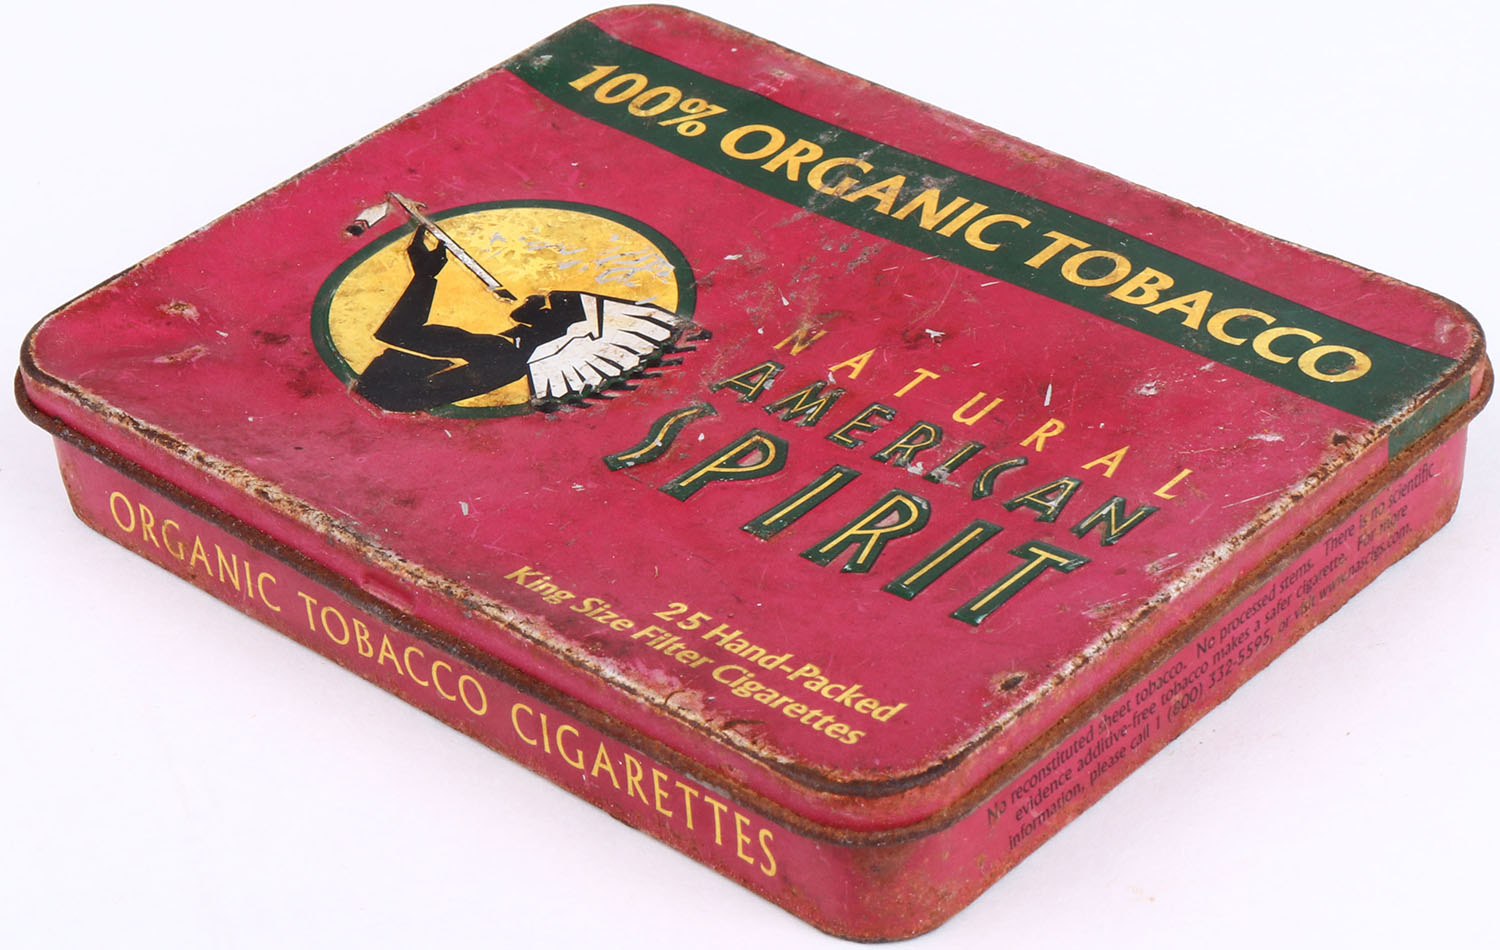 100% ORGANIC TOBACCO
NATURAL
AMERICAN
SPIRIT
25 Hand-Packed
King Size Filter Cigarettes
ORGANIC TOBACCO CIGARETTES
No reconstituted sheet tobacco. No processed stems. There is no scientific
evidence additive-free tobacco makes a safer cigarette. For more
information, please call 1 (800) 332-5595, or visit www.nascigs.com.